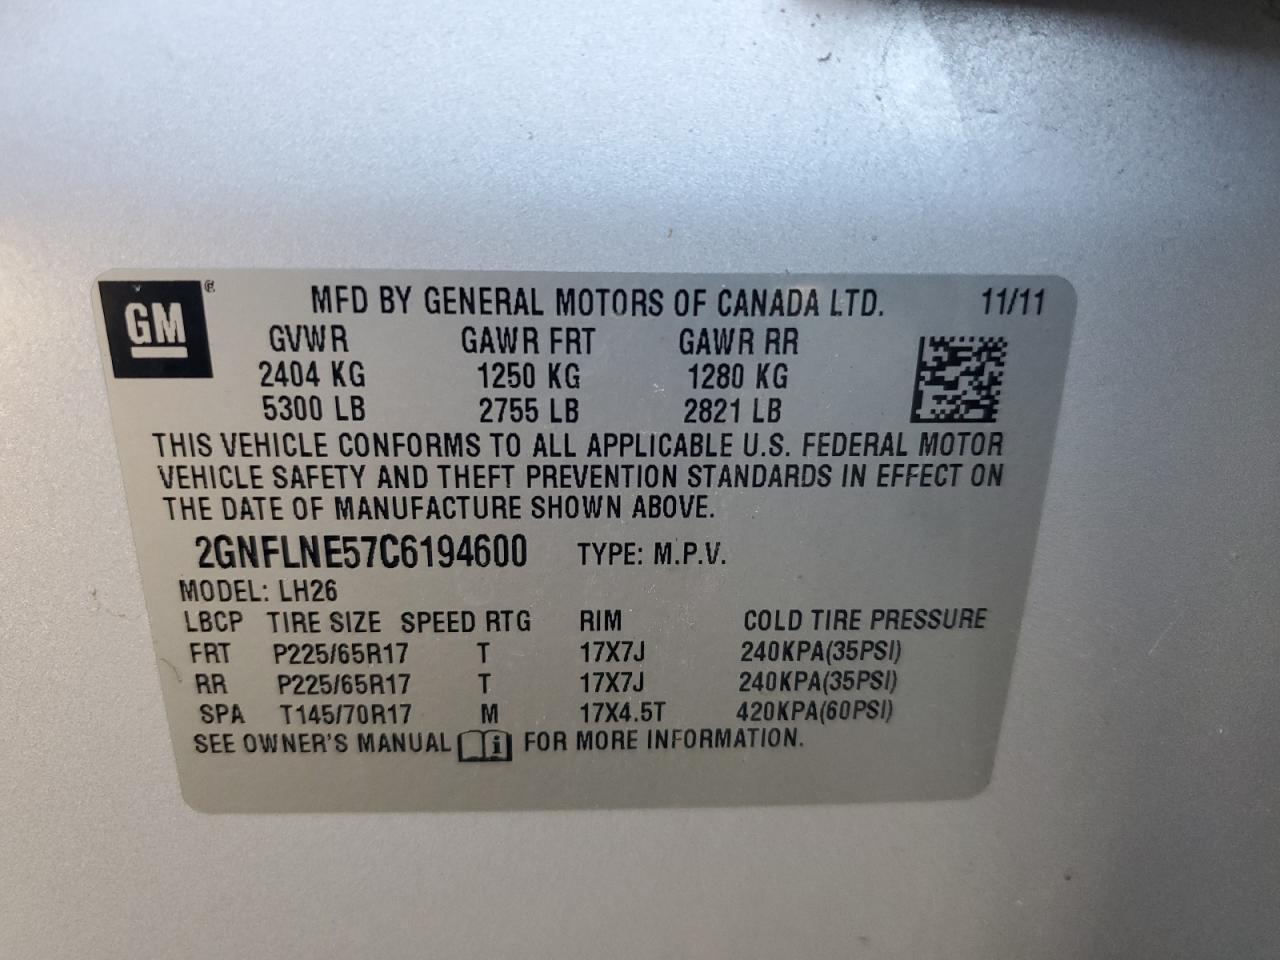 GM®
MFD BY GENERAL MOTORS OF CANADA LTD. 11/11
GVWR GAWR FRT GAWR RR
2404 KG 1250 KG 1280 KG
5300 LB 2755 LB 2821 LB
THIS VEHICLE CONFORMS TO ALL APPLICABLE U.S. FEDERAL MOTOR
VEHICLE SAFETY AND THEFT PREVENTION STANDARDS IN EFFECT ON
THE DATE OF MANUFACTURE SHOWN ABOVE.
2GNFLNE57C6194600 TYPE: M.P.V.
MODEL: LH26
LBCP TIRE SIZE SPEED RTG RIM COLD TIRE PRESSURE
FRT P225/65R17 T 17X7J 240KPA(35PSI)
RR P225/65R17 T 17X7J 240KPA(35PSI)
SPA T145/70R17 M 17X4.5T 420KPA(60PSI)
SEE OWNER'S MANUAL i FOR MORE INFORMATION.